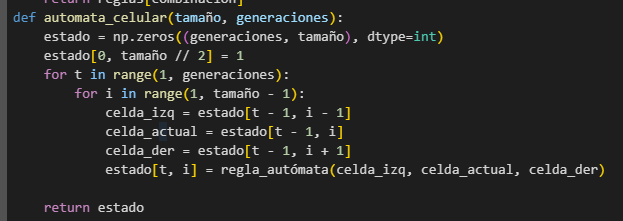 return reglas[combinacion]
def automata_celular(tamaño, generaciones):
    estado = np.zeros((generaciones, tamaño), dtype=int)
    estado[0, tamaño // 2] = 1
    for t in range(1, generaciones):
        for i in range(1, tamaño - 1):
            celda_izq = estado[t - 1, i - 1]
            celda_actual = estado[t - 1, i]
            celda_der = estado[t - 1, i + 1]
            estado[t, i] = regla_autómata(celda_izq, celda_actual, celda_der)
    return estado